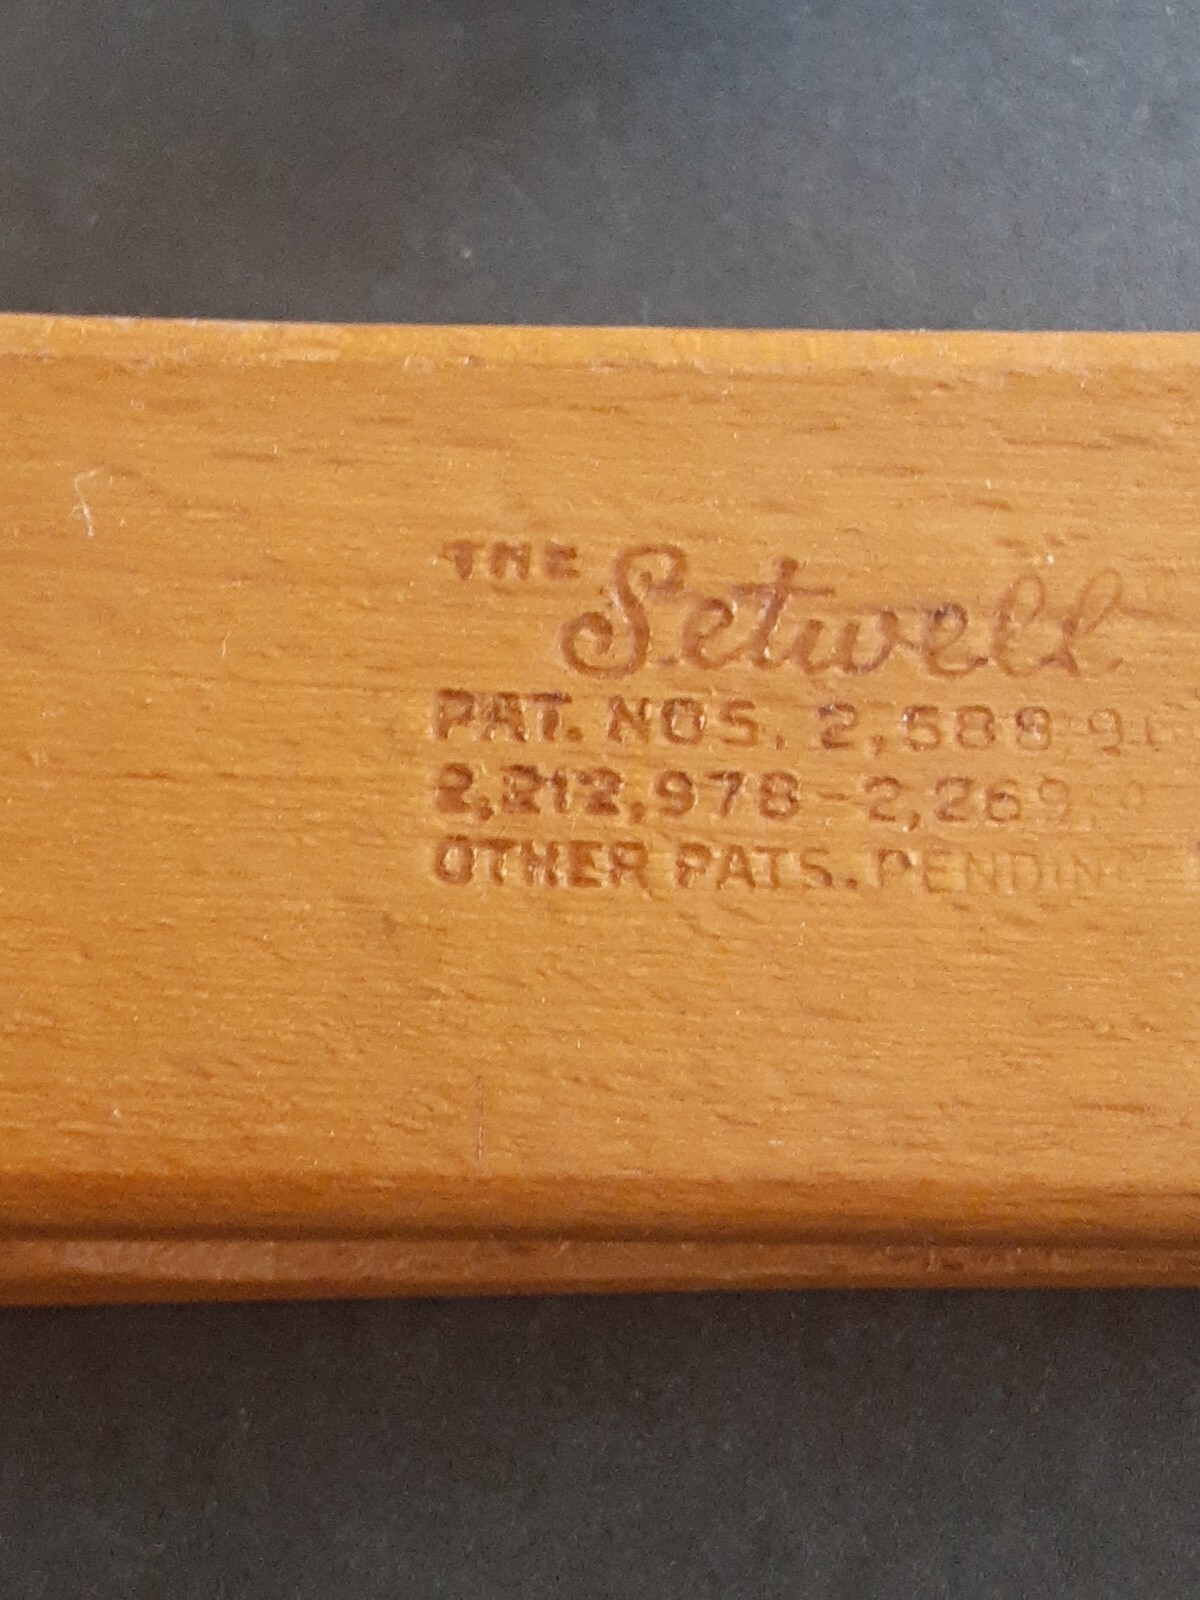 THE Setwell
PAT. NOS. 2,588
2,212,978-2,269,
OTHER PATS. PENDING